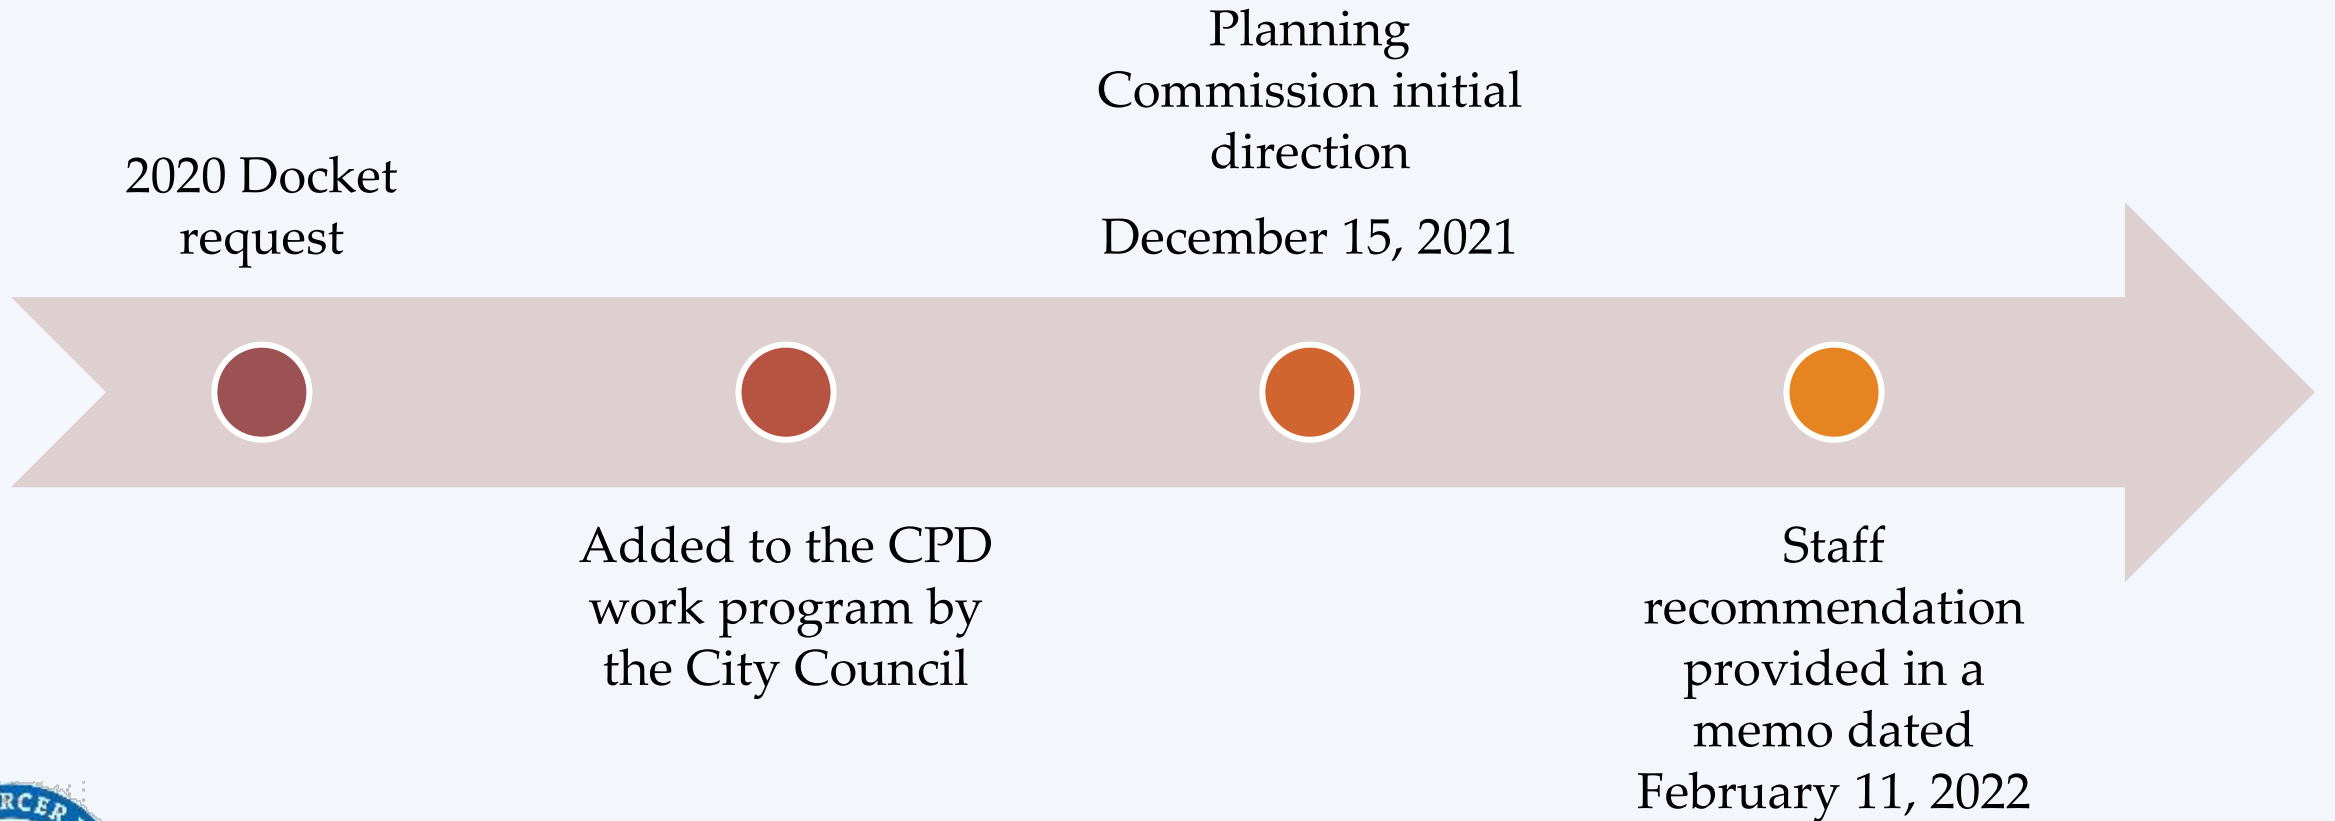 2020 Docket
request
Added to the CPD
work program by
the City Council
Planning
Commission initial
direction
December 15, 2021
Staff
recommendation
provided in a
memo dated
February 11, 2022
RCER